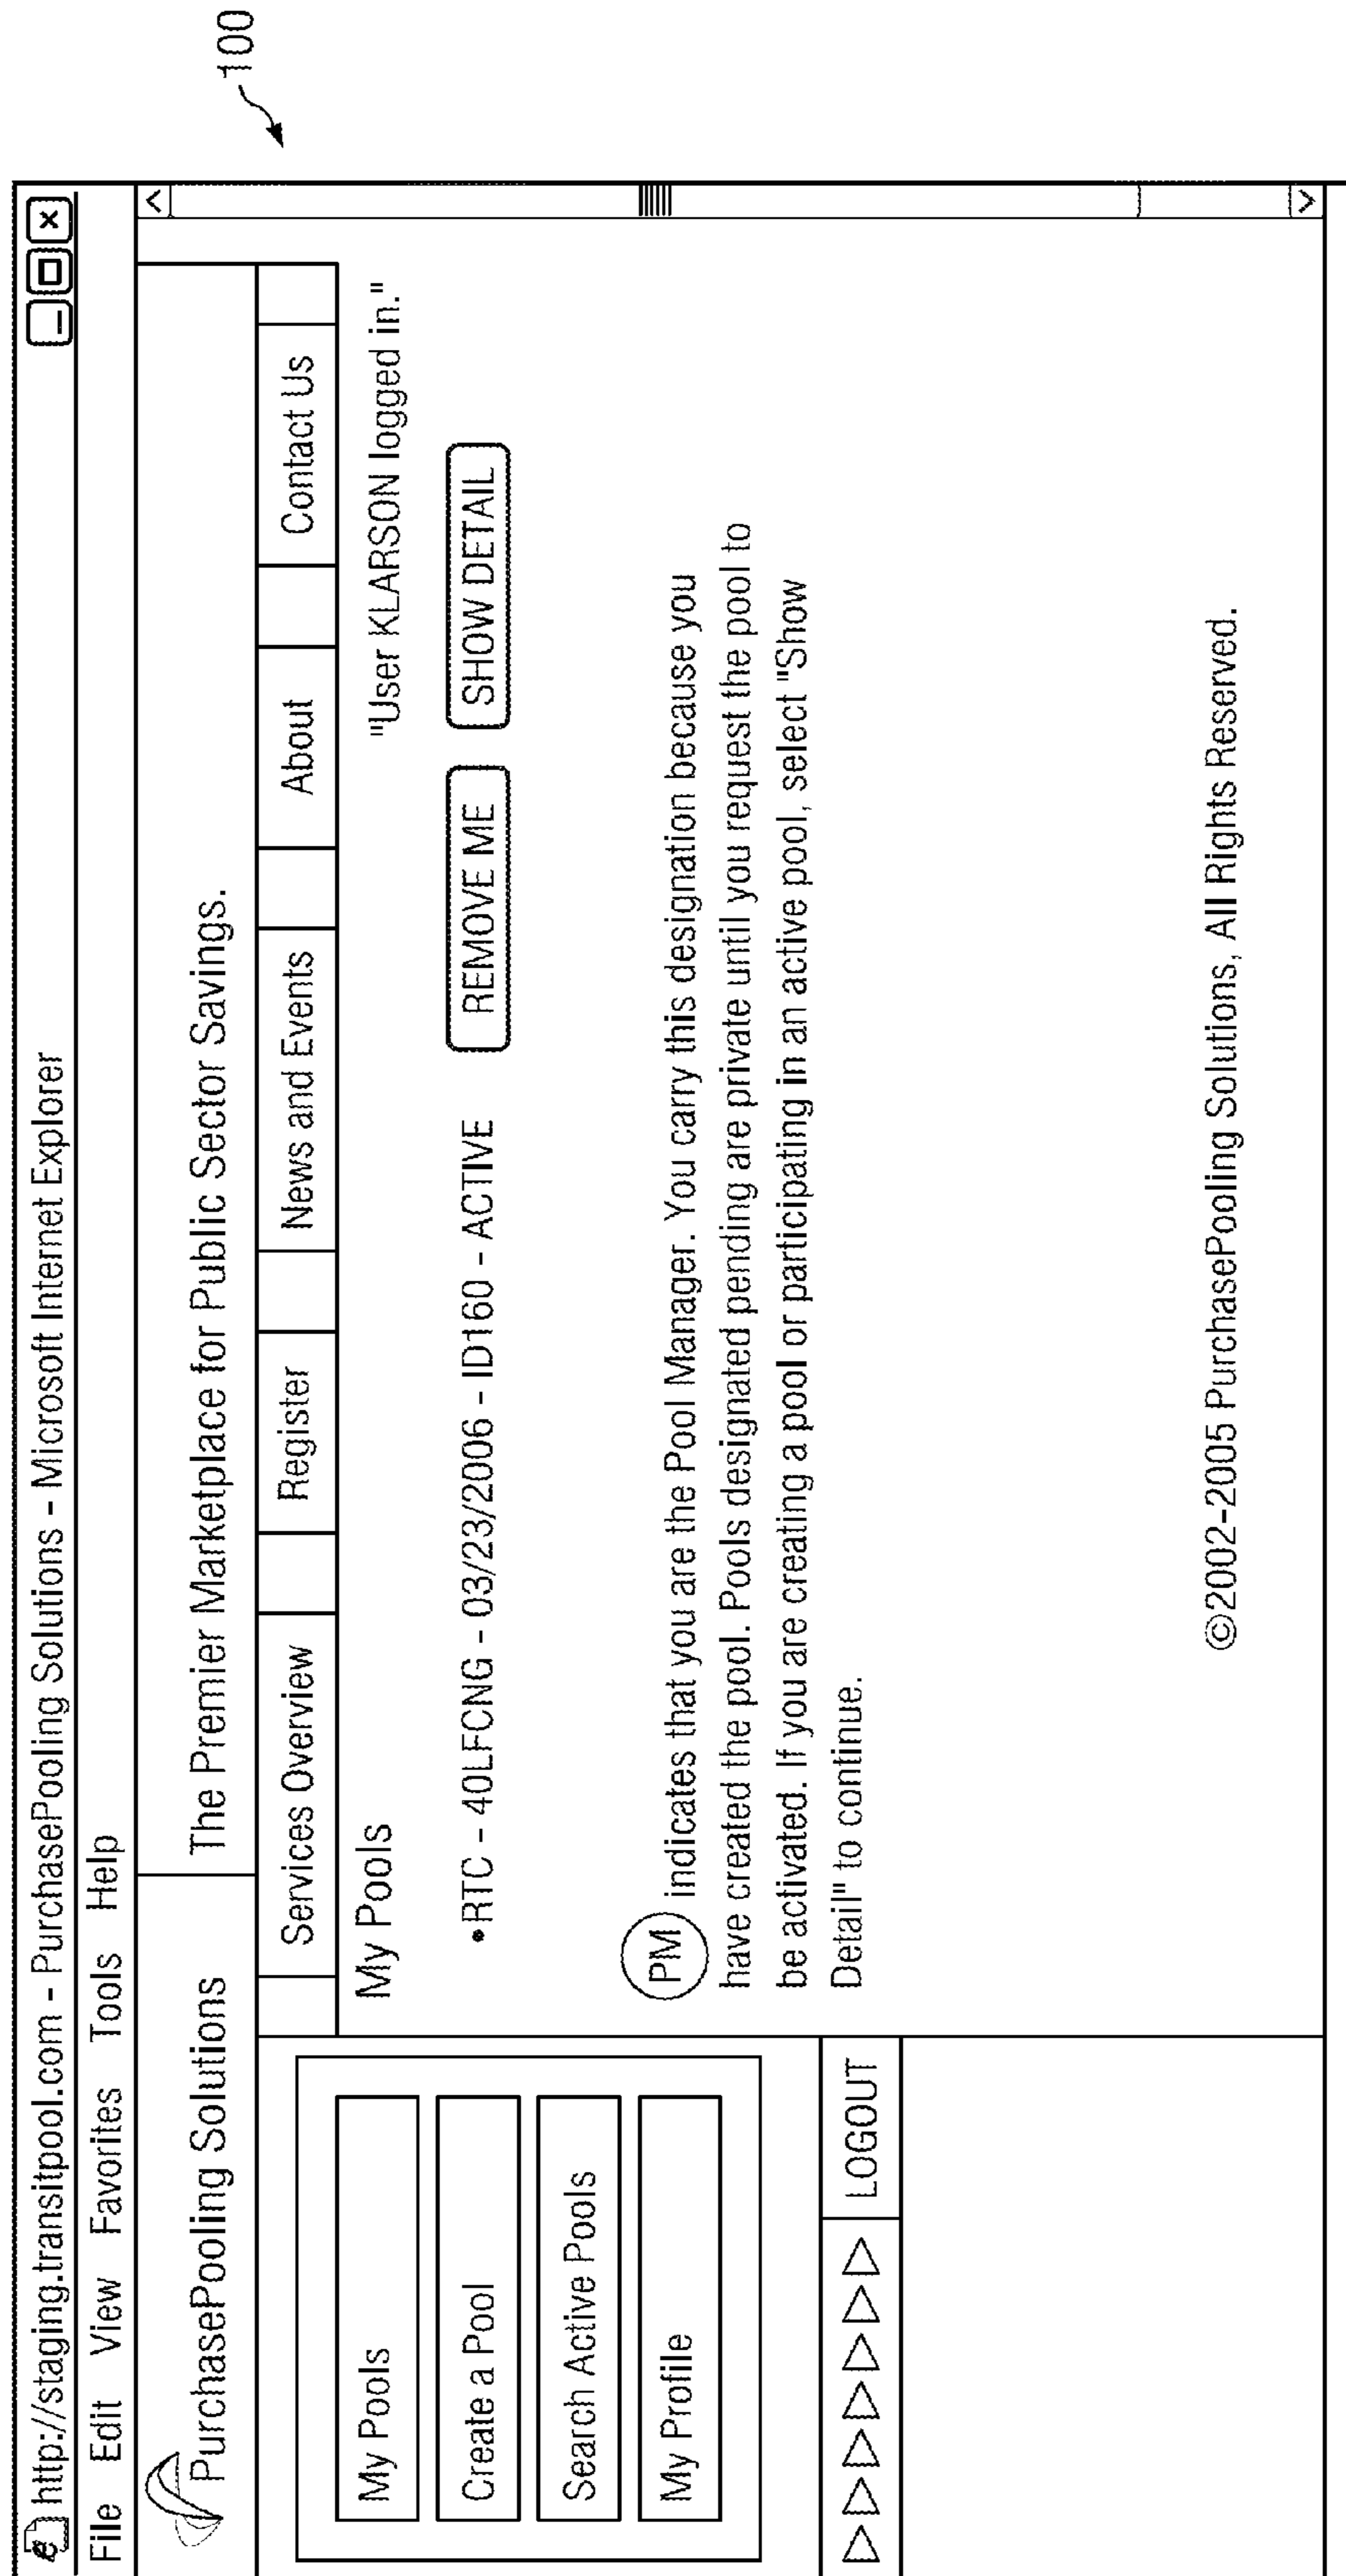 http://staging.transitpool.com - PurchasePooling Solutions - Microsoft Internet Explorer
File Edit View Favorites Tools Help
PurchasePooling Solutions
The Premier Marketplace for Public Sector Savings.
Services Overview
Register
News and Events
About
Contact Us
My Pools
Create a Pool
Search Active Pools
My Profile
LOGOUT
My Pools
"User KLARSON logged in."
•RTC - 40LFCNG - 03/23/2006 - ID160 - ACTIVE
REMOVE ME
SHOW DETAIL
PM indicates that you are the Pool Manager. You carry this designation because you
have created the pool. Pools designated pending are private until you request the pool to
be activated. If you are creating a pool or participating in an active pool, select "Show
Detail" to continue.
©2002-2005 PurchasePooling Solutions, All Rights Reserved.
100